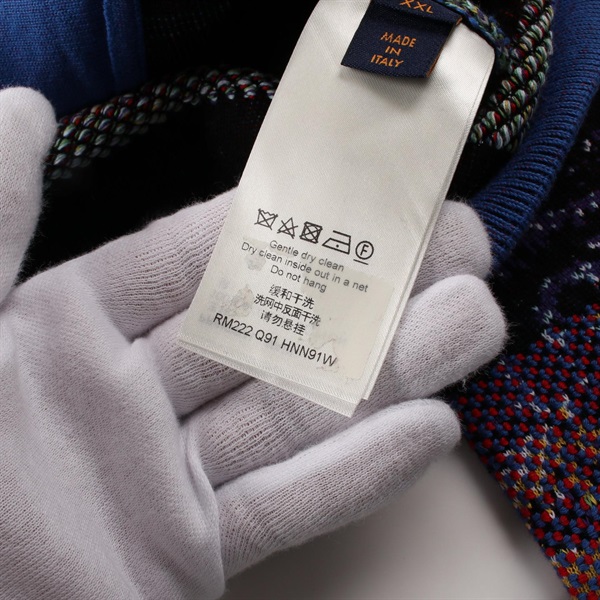 XXL
MADE
IN
ITALY
F
Gentle dry clean
Dry clean inside out in a net
Do not hang
缓和干洗
洗网中反面干洗
请勿悬挂
RM222 Q91 HNN91W